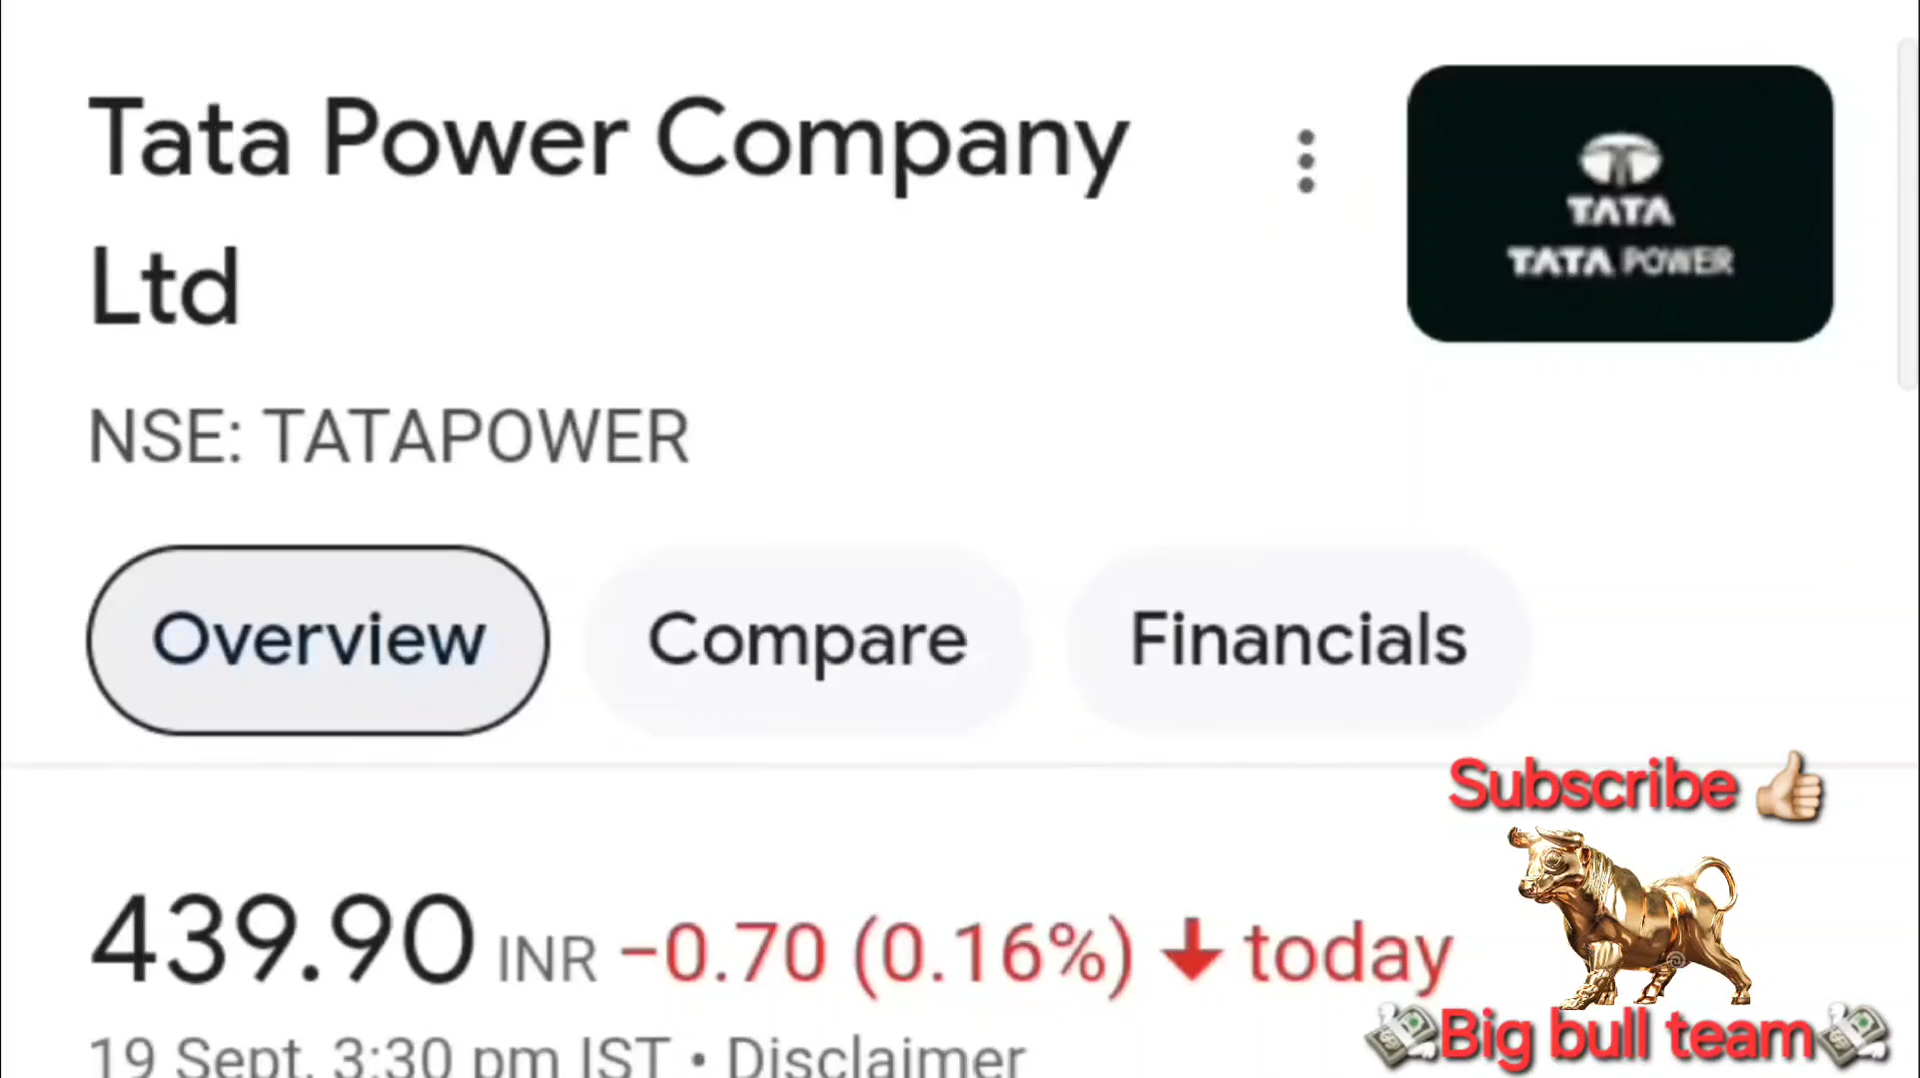 Tata Power Company
Ltd
TATA
TATA POWER
NSE: TATAPOWER
Overview
Compare
Financials
439.90 INR −0.70 (0.16%) ↓ today
19 Sept, 3:30 pm IST • Disclaimer
Subscribe 👍
Big bull team